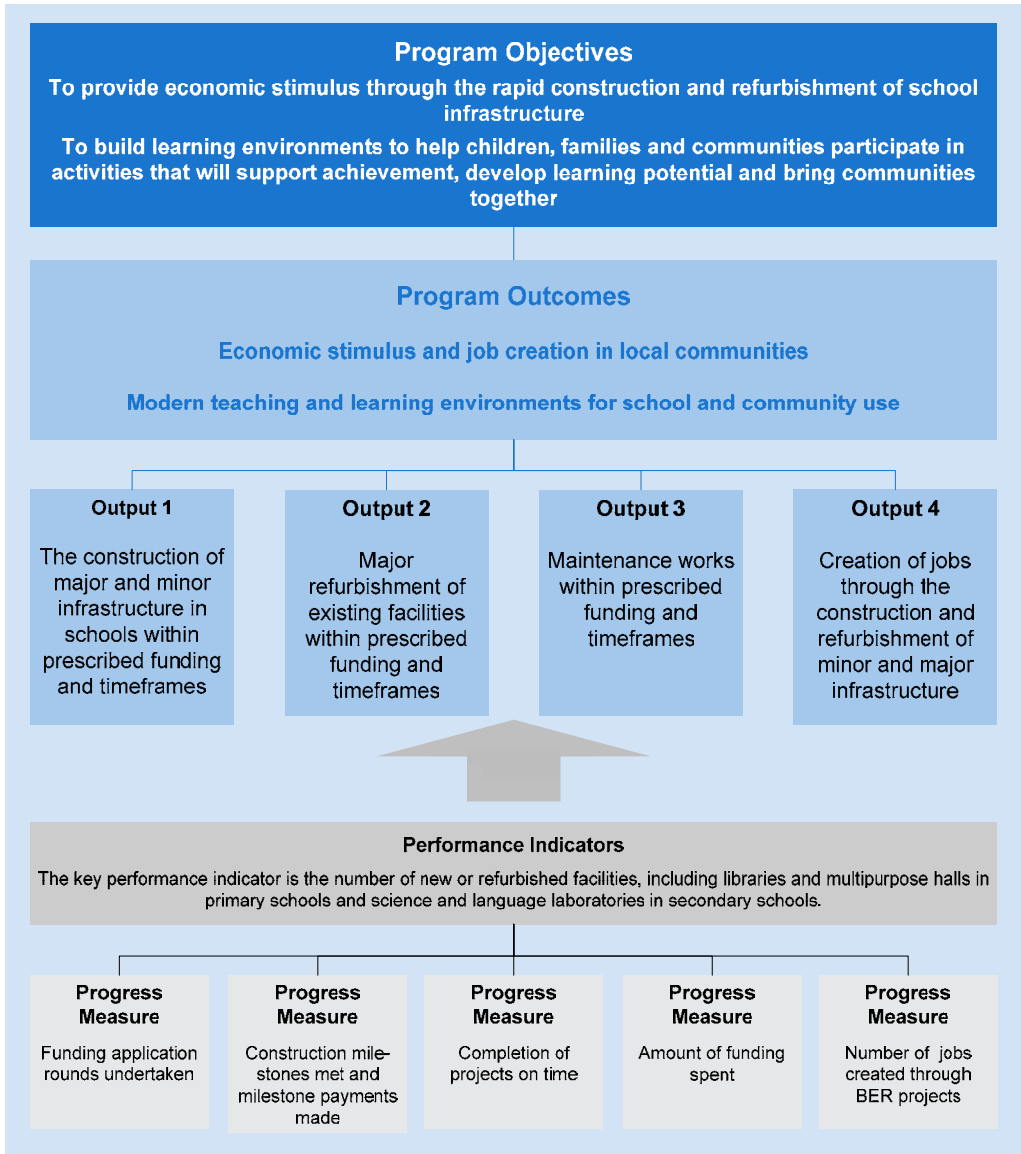 Program Objectives
To provide economic stimulus through the rapid construction and refurbishment of school
infrastructure
To build learning environments to help children, families and communities participate in
activities that will support achievement, develop learning potential and bring communities
together
Program Outcomes
Economic stimulus and job creation in local communities
Modern teaching and learning environments for school and community use
Output 1
The construction of
major and minor
infrastructure in
schools within
prescribed funding
and timeframes
Output 2
Major
refurbishment of
existing facilities
within prescribed
funding and
timeframes
Output 3
Maintenance works
within prescribed
funding and
timeframes
Output 4
Creation of jobs
through the
construction and
refurbishment of
minor and major
infrastructure
Performance Indicators
The key performance indicator is the number of new or refurbished facilities, including libraries and multipurpose halls in
primary schools and science and language laboratories in secondary schools.
Progress
Measure
Funding application
rounds undertaken
Progress
Measure
Construction mile-
stones met and
milestone payments
made
Progress
Measure
Completion of
projects on time
Progress
Measure
Amount of funding
spent
Progress
Measure
Number of jobs
created through
BER projects